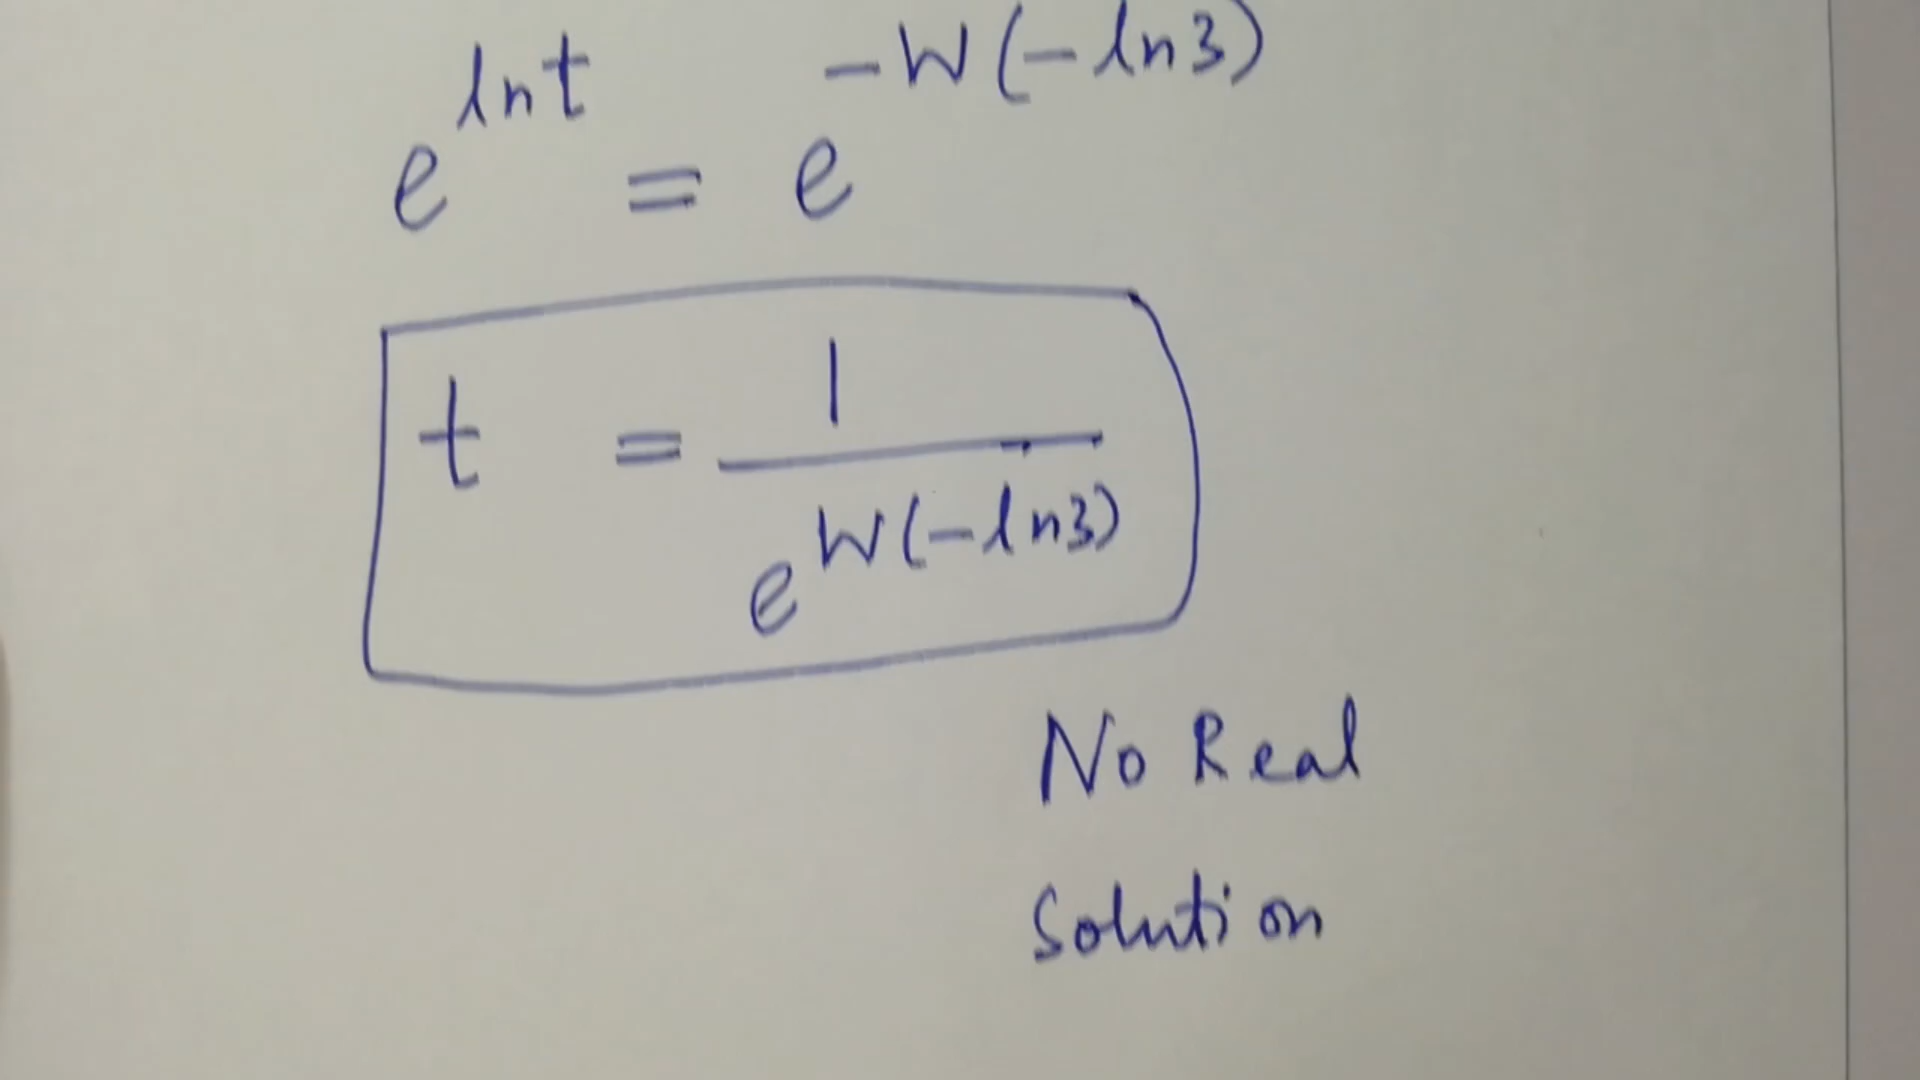 e^{ln t} = e^{-W(-ln3)}
t = 1/e^{W(-ln3)}
No Real
Solution